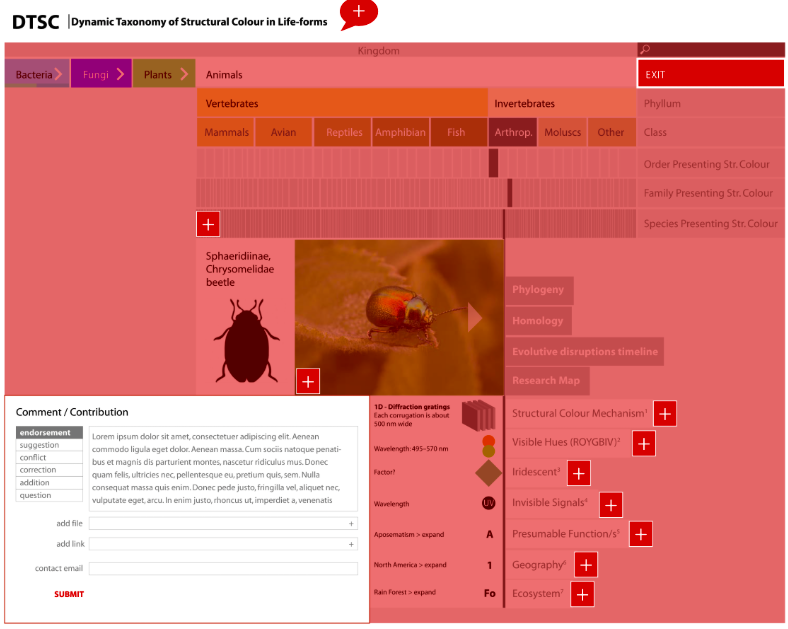 DTSC | Dynamic Taxonomy of Structural Colour in Life-forms +
Kingdom
Bacteria Fungi Plants Animals EXIT
Vertebrates Invertebrates Phyllum
Mammals Avian Reptiles Amphibian Fish Arthrop. Moluscs Other Class
Order Presenting Str. Colour
Family Presenting Str. Colour
+ Species Presenting Str. Colour
Sphaeridiinae,
Chrysomelidae
beetle
+
Phylogeny
Homology
Evolutive disruptions timeline
Research Map
Comment / Contribution
endorsement
suggestion
conflict
correction
addition
question
Lorem ipsum dolor sit amet, consectetuer adipiscing elit. Aenean
commodo ligula eget dolor. Aenean massa. Cum sociis natoque penati-
bus et magnis dis parturient montes, nascetur ridiculus mus. Donec
quam felis, ultricies nec, pellentesque eu, pretium quis, sem. Nulla
consequat massa quis enim. Donec pede justo, fringilla vel, aliquet nec,
vulputate eget, arcu. In enim justo, rhoncus ut, imperdiet a, venenatis
add file +
add link +
contact email
SUBMIT
1D - Diffraction gratings
Each corrugation is about
500 nm wide
Structural Colour Mechanism¹ +
Wavelength: 495–570 nm
Visible Hues (ROYGBIV)² +
Factor?
Iridescent³ +
Wavelength UV
Invisible Signals⁴ +
Aposematism > expand A
Presumable Function/s⁵ +
North America > expand 1
Geography⁶ +
Rain Forest > expand Fo
Ecosystem⁷ +